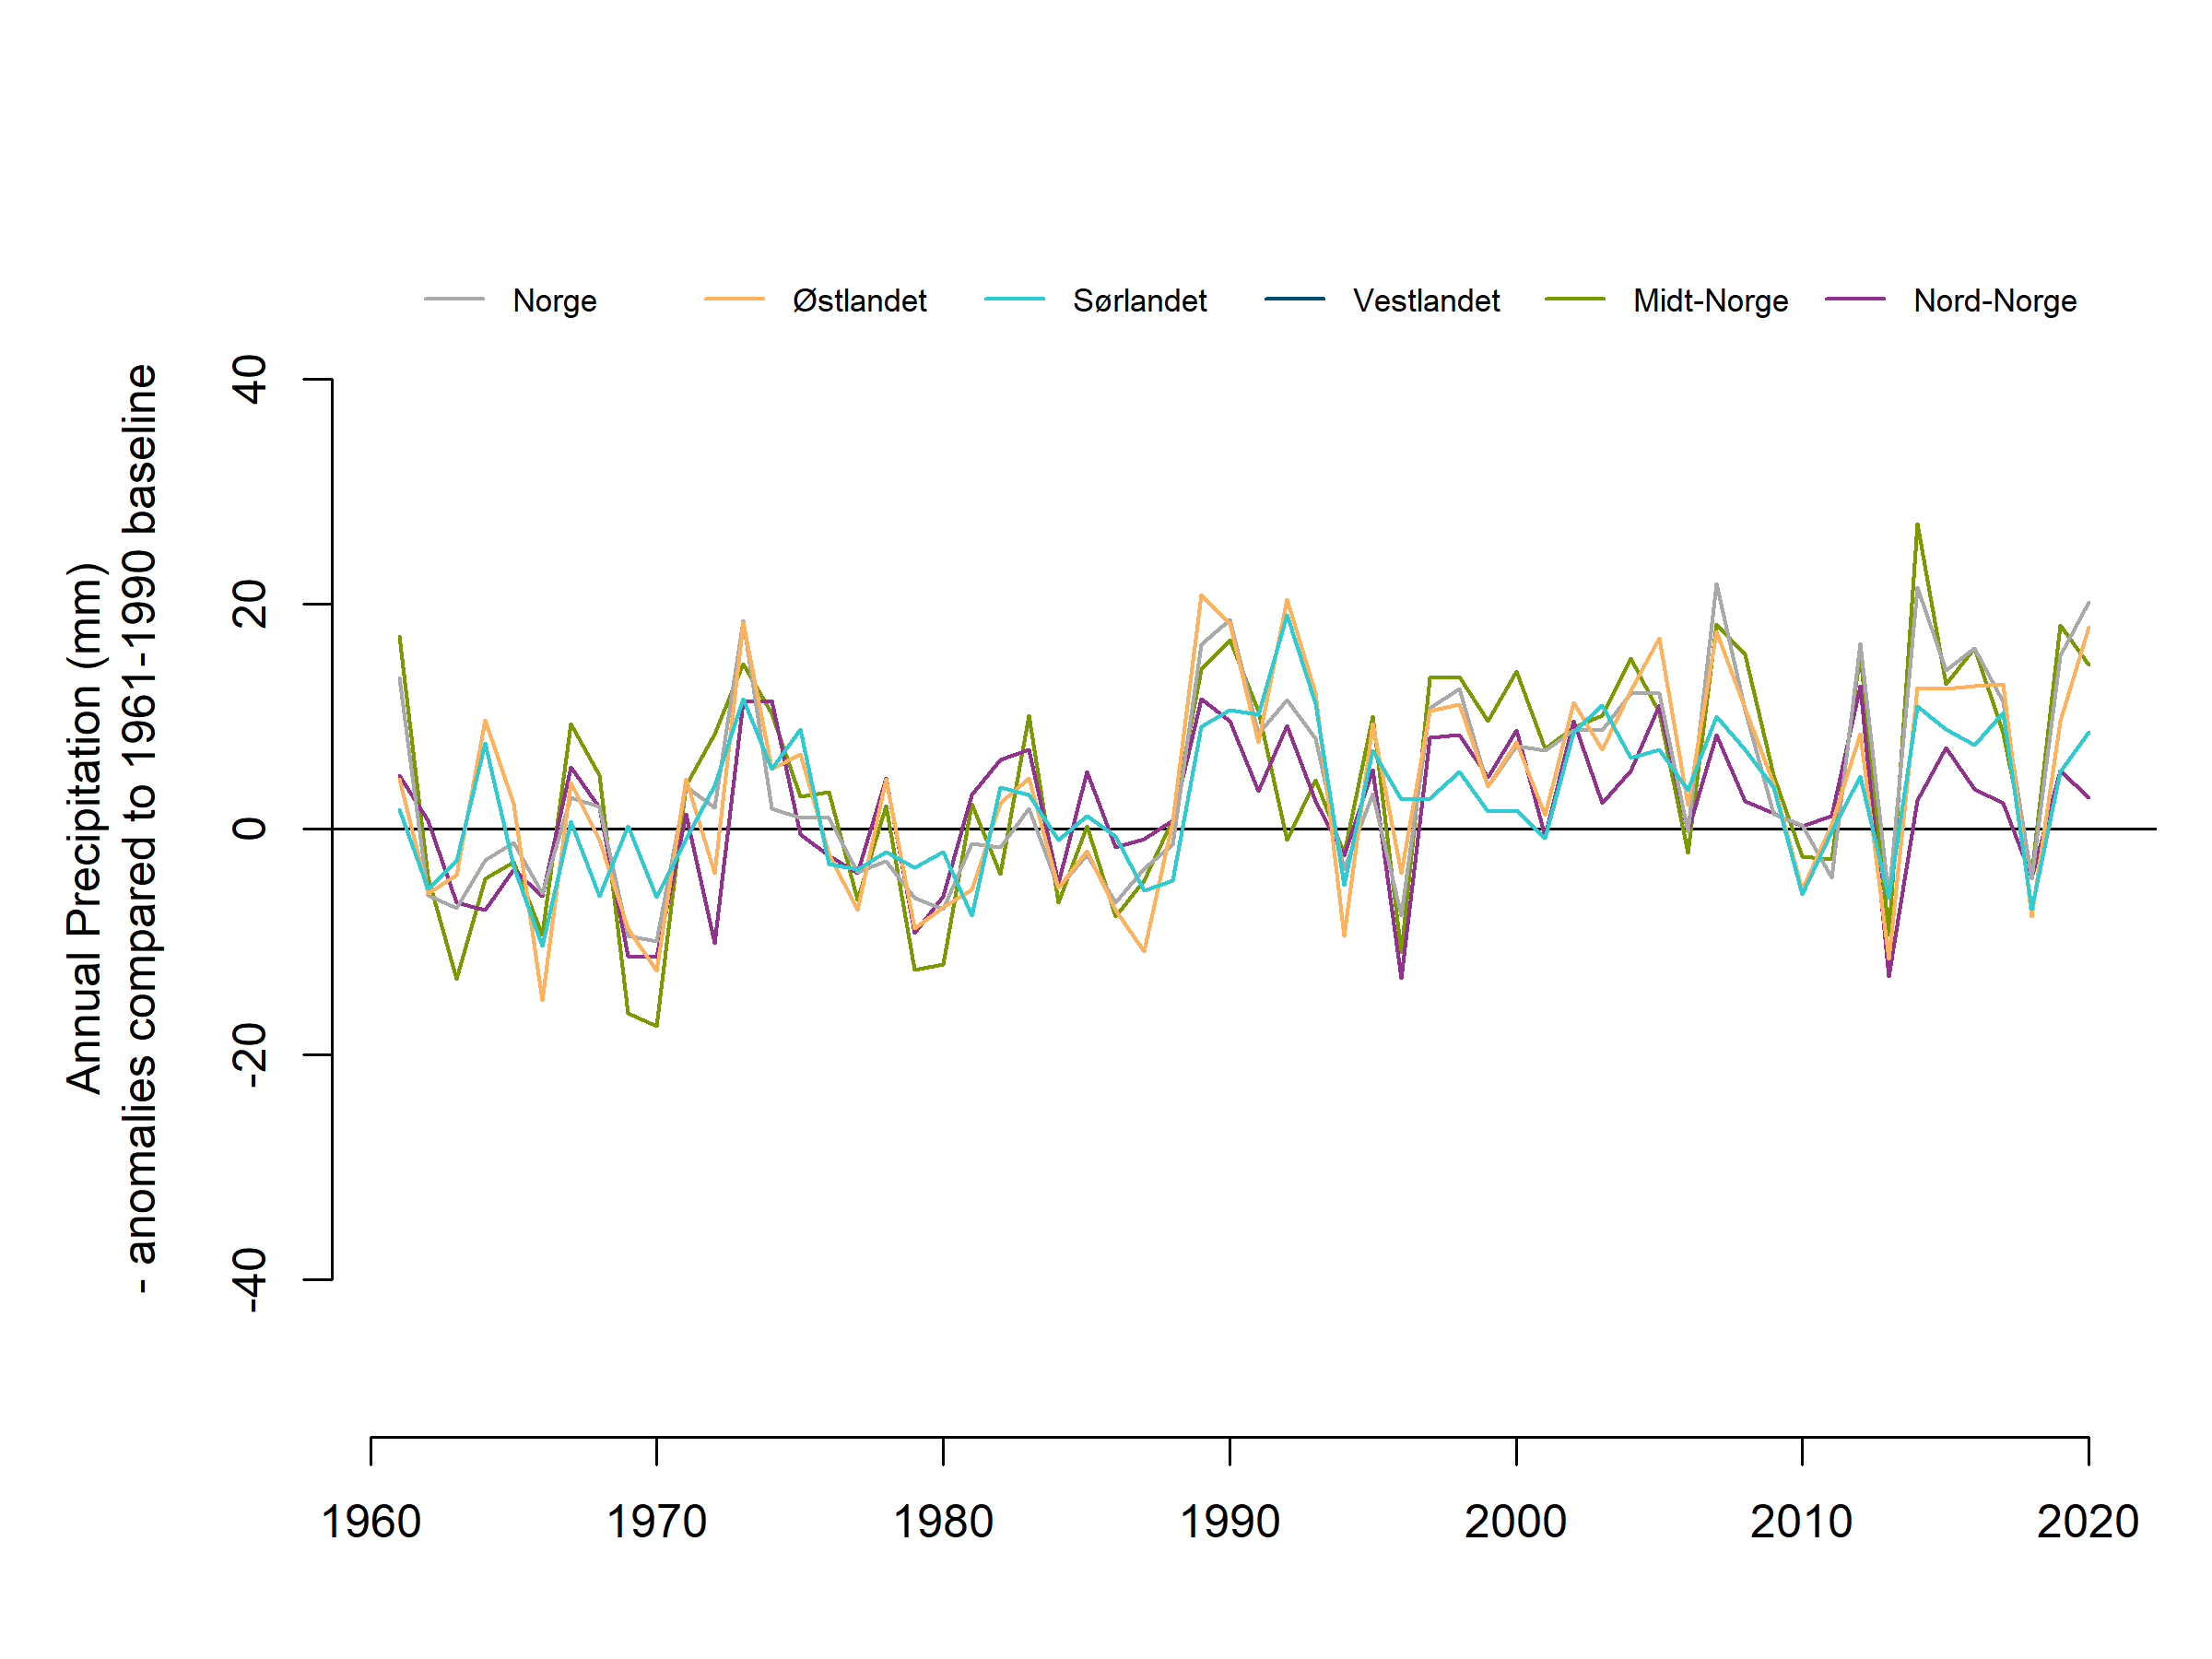 Norge Østlandet Sørlandet Vestlandet Midt-Norge Nord-Norge
Annual Precipitation (mm)
- anomalies compared to 1961-1990 baseline
40
20
0
-20
-40
1960 1970 1980 1990 2000 2010 2020